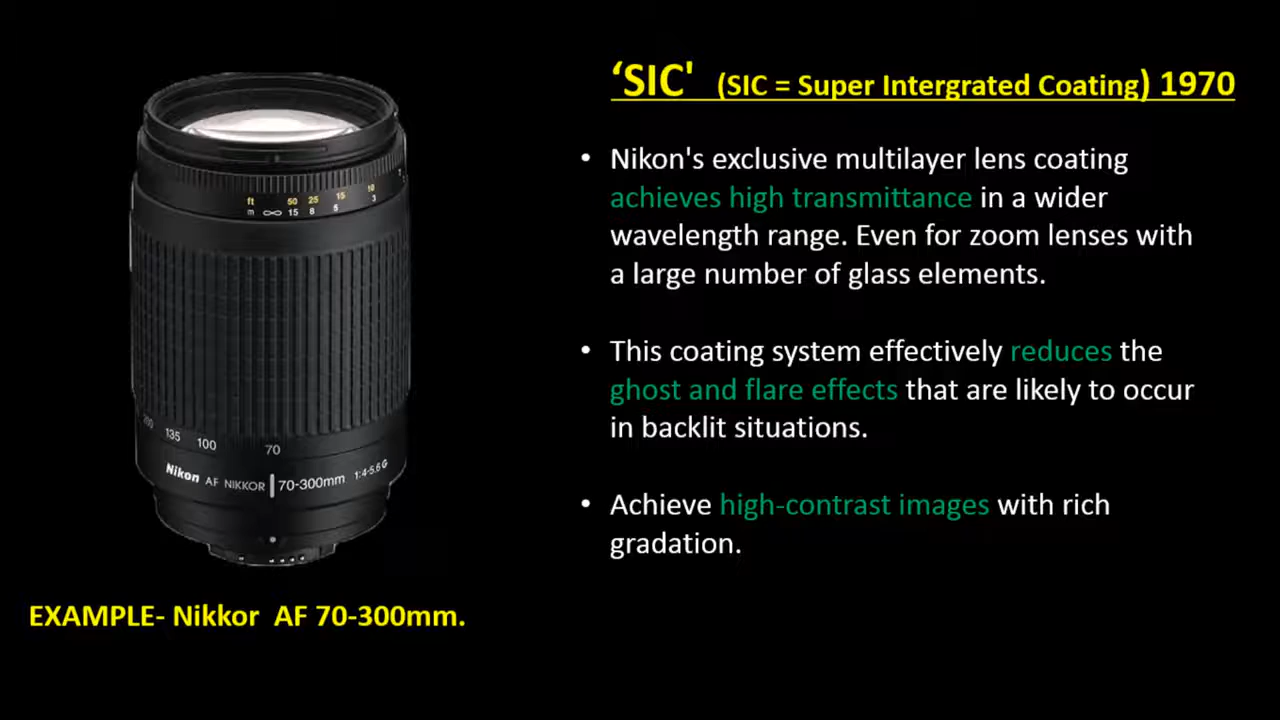 ‘SIC' (SIC = Super Intergrated Coating) 1970
• Nikon's exclusive multilayer lens coating
achieves high transmittance in a wider
wavelength range. Even for zoom lenses with
a large number of glass elements.
• This coating system effectively reduces the
ghost and flare effects that are likely to occur
in backlit situations.
• Achieve high-contrast images with rich
gradation.
ft 50 25 15 10 7
m ∞ 15 8 5 3
200 135 100 70
Nikon AF NIKKOR 70-300mm 1:4-5.6 G
EXAMPLE- Nikkor AF 70-300mm.